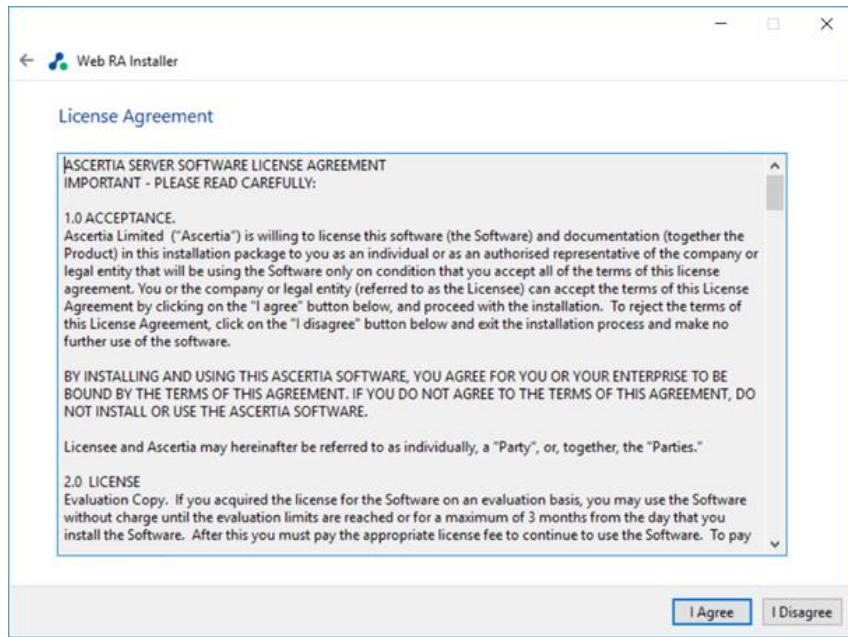 Web RA Installer
License Agreement
ASCERTIA SERVER SOFTWARE LICENSE AGREEMENT
IMPORTANT - PLEASE READ CAREFULLY:
1.0 ACCEPTANCE.
Ascertia Limited ("Ascertia") is willing to license this software (the Software) and documentation (together the
Product) in this installation package to you as an individual or as an authorised representative of the company or
legal entity that will be using the Software only on condition that you accept all of the terms of this license
agreement. You or the company or legal entity (referred to as the Licensee) can accept the terms of this License
Agreement by clicking on the "I agree" button below, and proceed with the installation. To reject the terms of
this License Agreement, click on the "I disagree" button below and exit the installation process and make no
further use of the software.
BY INSTALLING AND USING THIS ASCERTIA SOFTWARE, YOU AGREE FOR YOU OR YOUR ENTERPRISE TO BE
BOUND BY THE TERMS OF THIS AGREEMENT. IF YOU DO NOT AGREE TO THE TERMS OF THIS AGREEMENT, DO
NOT INSTALL OR USE THE ASCERTIA SOFTWARE.
Licensee and Ascertia may hereinafter be referred to as individually, a "Party", or, together, the "Parties."
2.0 LICENSE
Evaluation Copy. If you acquired the license for the Software on an evaluation basis, you may use the Software
without charge until the evaluation limits are reached or for a maximum of 3 months from the day that you
install the Software. After this you must pay the appropriate license fee to continue to use the Software. To pay
I Agree
I Disagree